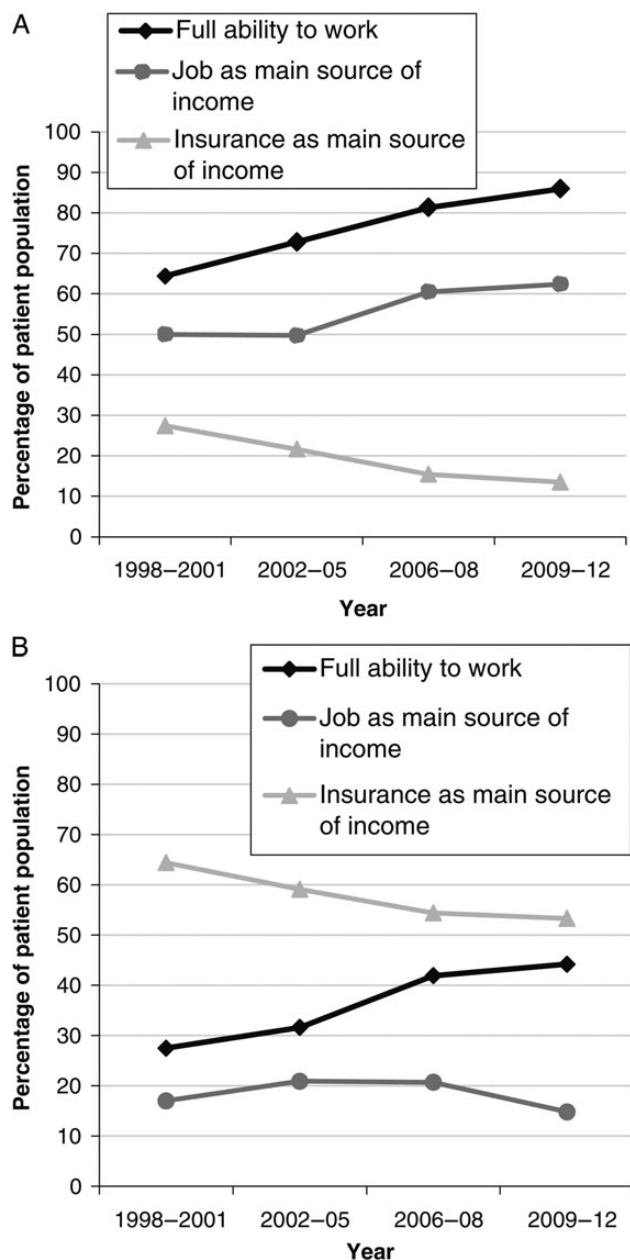 A
Full ability to work
Job as main source of
income
Insurance as main source
of income
100
90
80
70
60
50
40
30
20
10
0
Percentage of patient population
1998–2001 2002–05 2006–08 2009–12
Year
B
Full ability to work
Job as main source of
income
Insurance as main source
of income
100
90
80
70
60
50
40
30
20
10
0
Percentage of patient population
1998–2001 2002–05 2006–08 2009–12
Year